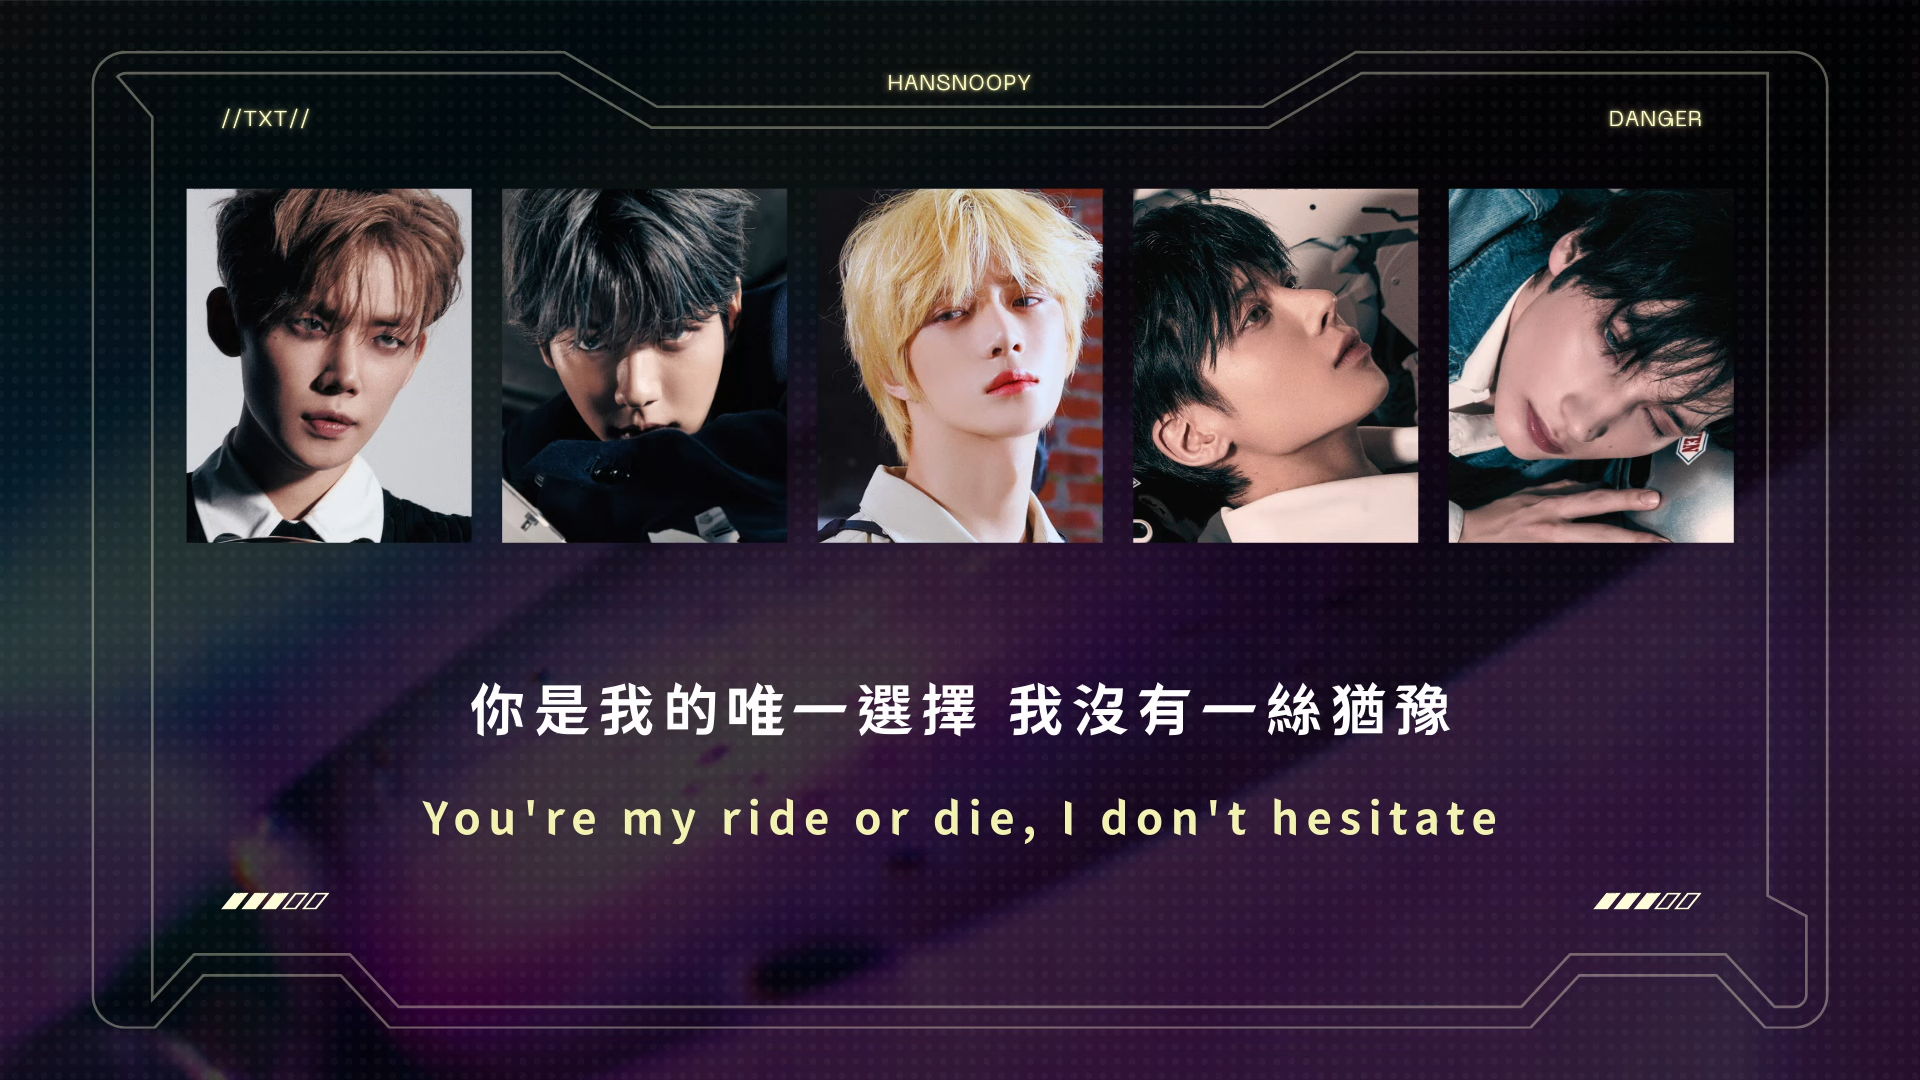 HANSNOOPY
//TXT//
DANGER
你是我的唯一選擇 我沒有一絲猶豫
You're my ride or die, I don't hesitate